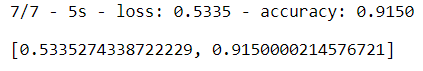 7/7 - 5s - loss: 0.5335 - accuracy: 0.9150
[0.5335274338722229, 0.9150000214576721]